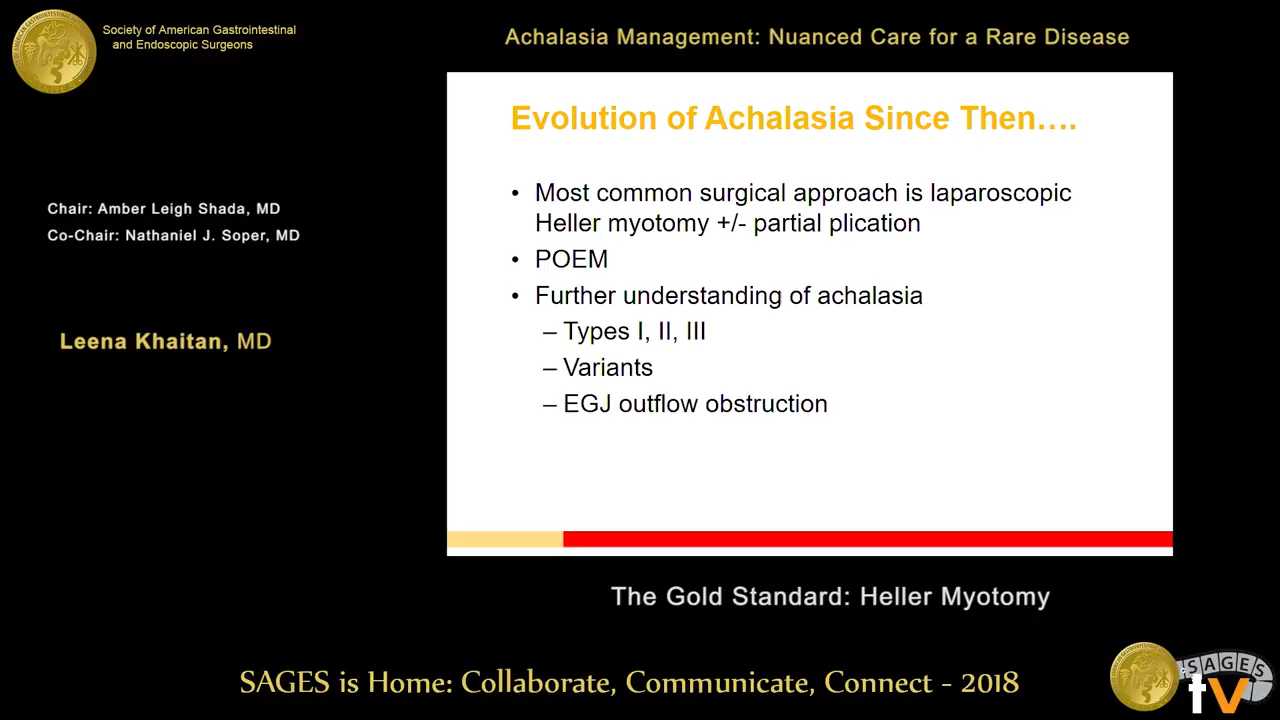 Society of American Gastrointestinal
and Endoscopic Surgeons
Achalasia Management: Nuanced Care for a Rare Disease
Evolution of Achalasia Since Then....
• Most common surgical approach is laparoscopic
Heller myotomy +/- partial plication
• POEM
• Further understanding of achalasia
– Types I, II, III
– Variants
– EGJ outflow obstruction
Chair: Amber Leigh Shada, MD
Co-Chair: Nathaniel J. Soper, MD
Leena Khaitan, MD
The Gold Standard: Heller Myotomy
SAGES is Home: Collaborate, Communicate, Connect - 2018
SAGES
tv